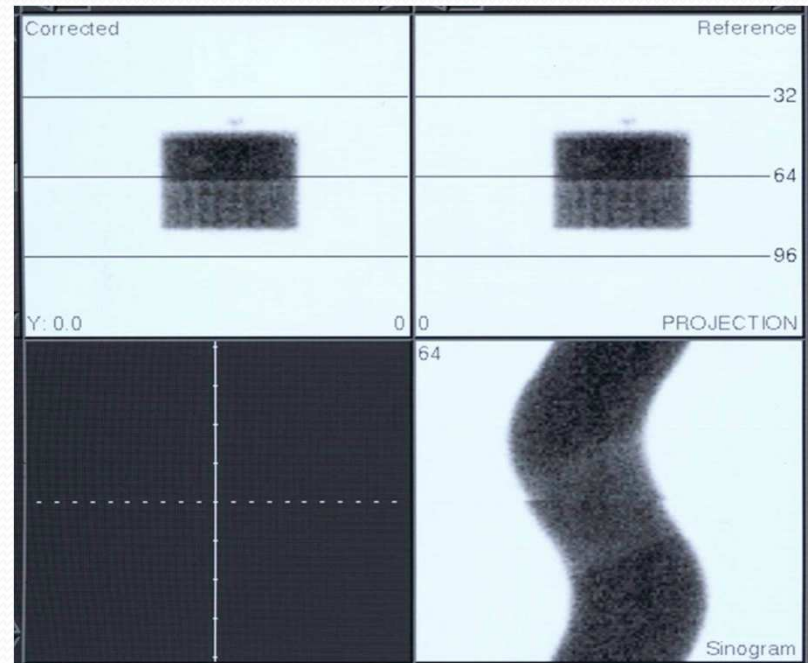 Corrected
Reference
32
64
96
Y: 0.0
0
0
PROJECTION
64
Sinogram